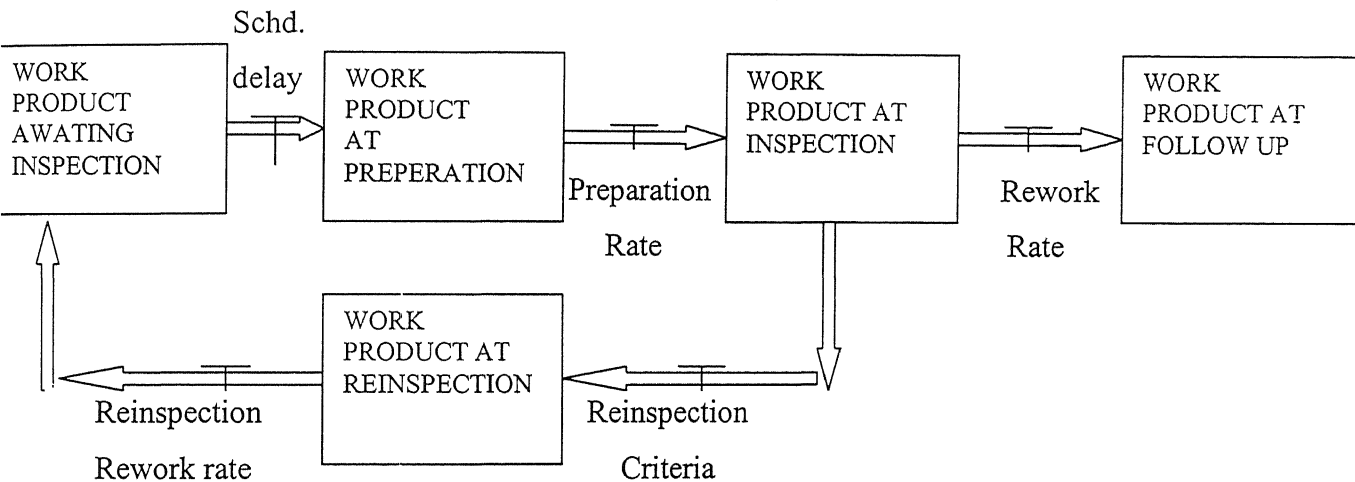 Schd.
delay
WORK
PRODUCT
AWATING
INSPECTION
WORK
PRODUCT
AT
PREPERATION
Preparation
Rate
WORK
PRODUCT AT
INSPECTION
Rework
Rate
WORK
PRODUCT AT
FOLLOW UP
WORK
PRODUCT AT
REINSPECTION
Reinspection
Rework rate
Reinspection
Criteria